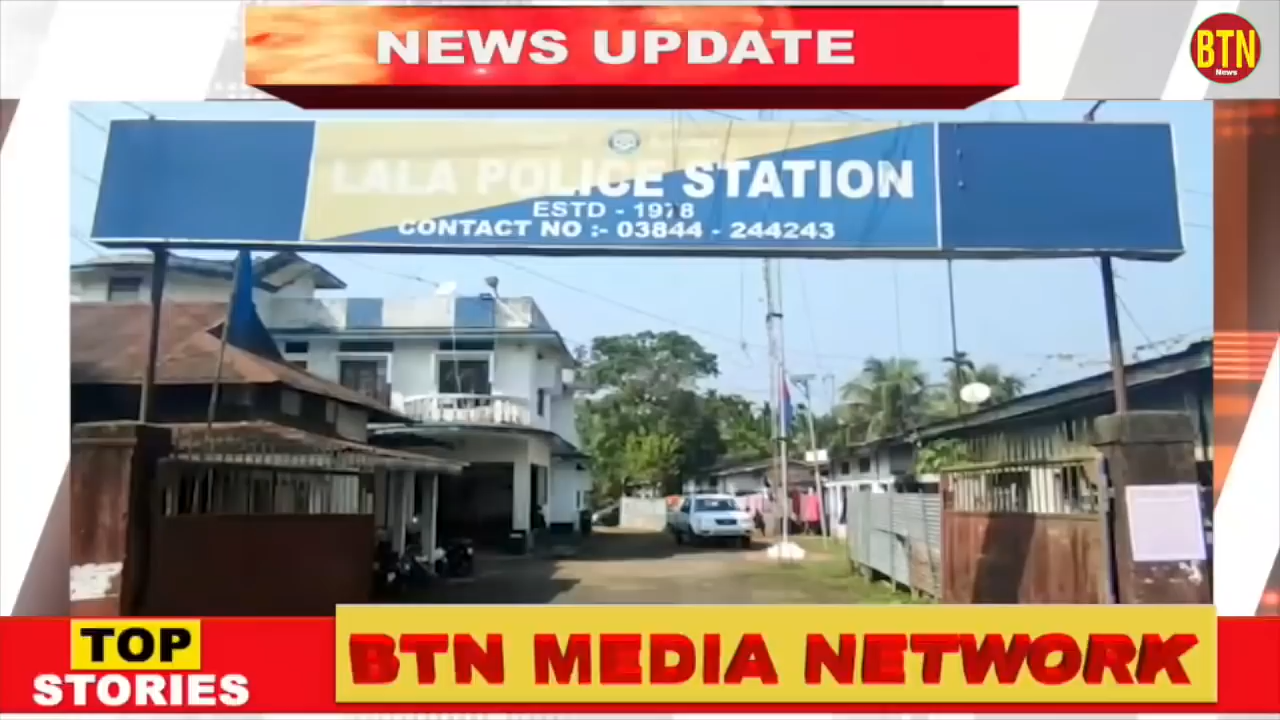 NEWS UPDATE
BTN
News
LALA POLICE STATION
ESTD - 1978
CONTACT NO :- 03844 - 244243
TOP
STORIES
BTN MEDIA NETWORK